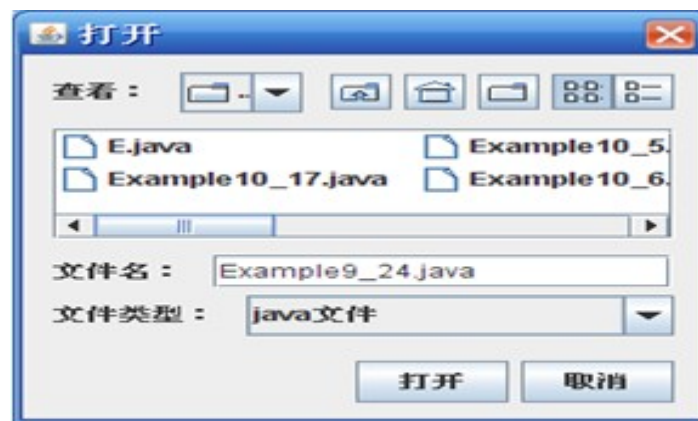 打开
查看：
..
E.java
Example10_5.
Example10_17.java
Example10_6.
文件名：
Example9_24.java
文件类型：
java文件
打开
取消